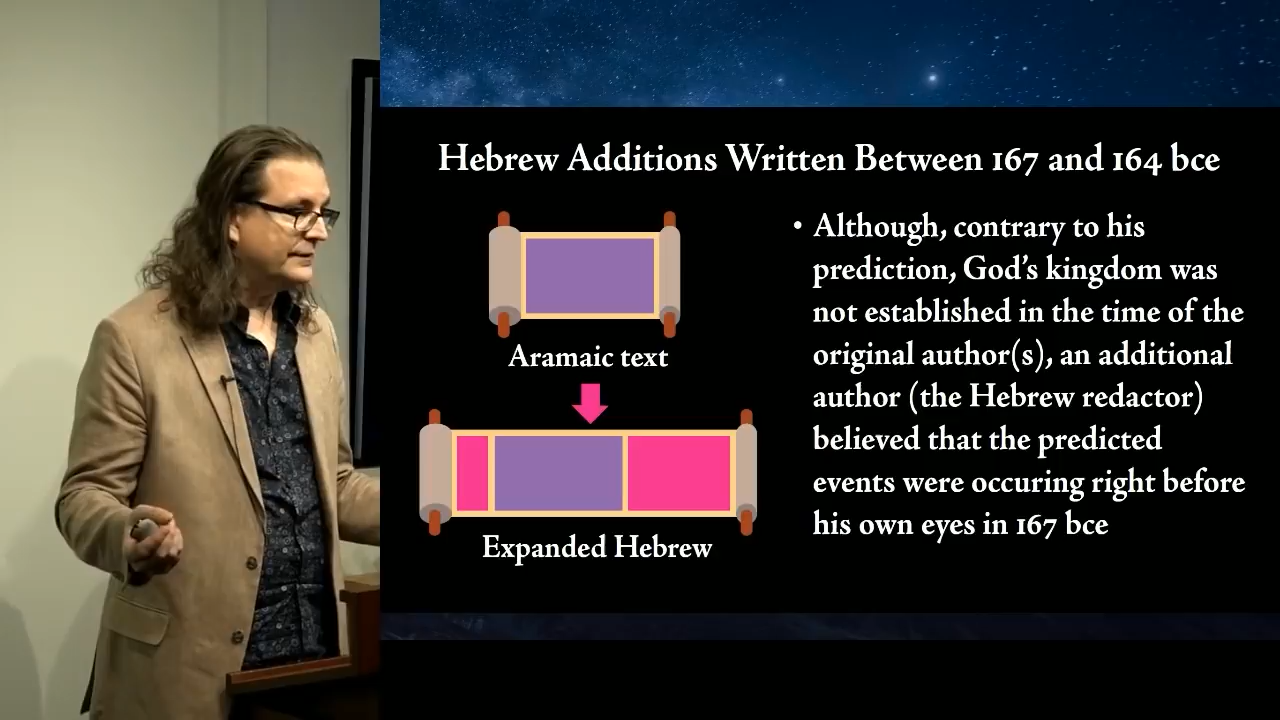 Hebrew Additions Written Between 167 and 164 bce
Aramaic text
Expanded Hebrew
• Although, contrary to his
prediction, God's kingdom was
not established in the time of the
original author(s), an additional
author (the Hebrew redactor)
believed that the predicted
events were occuring right before
his own eyes in 167 bce